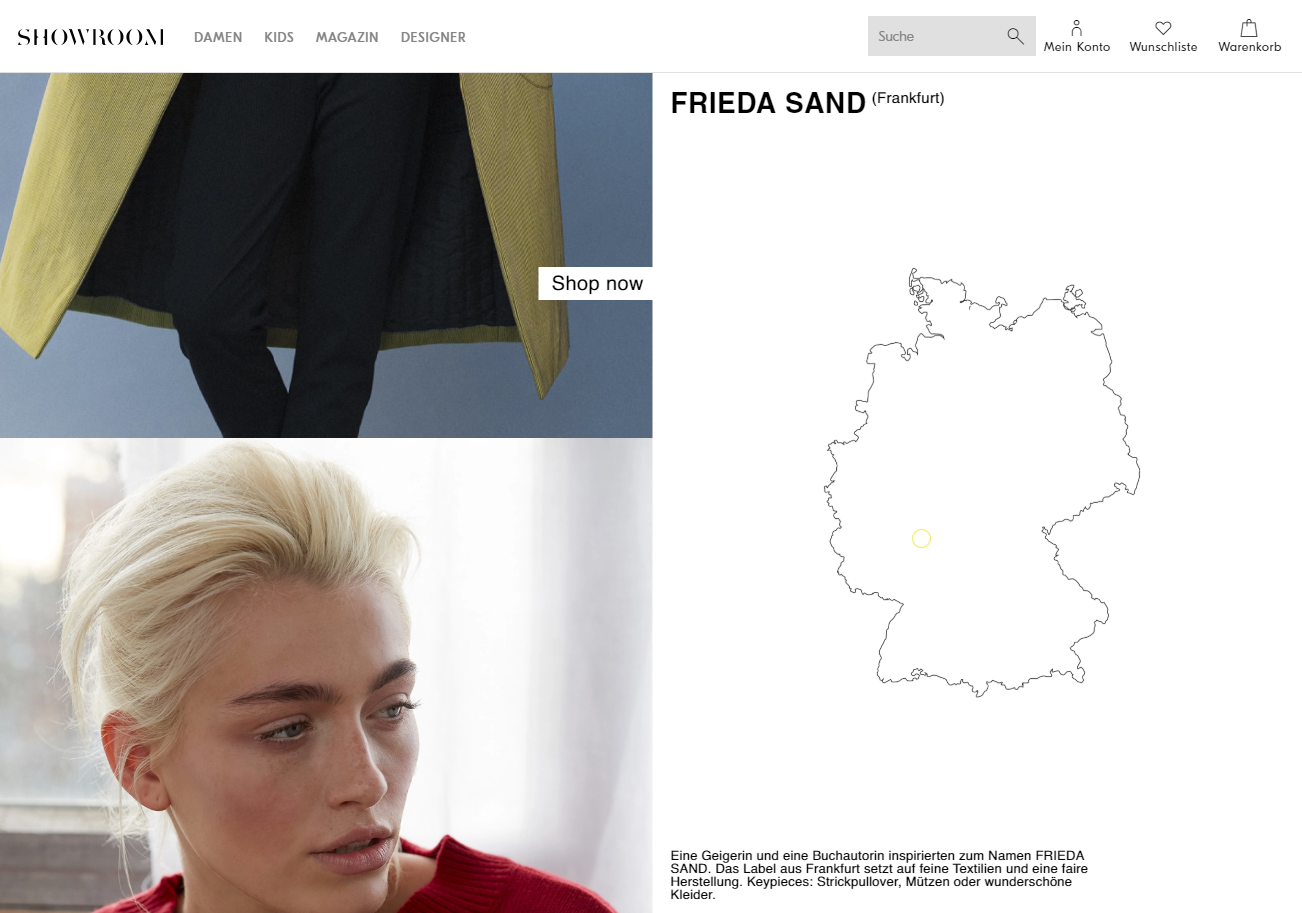 SHOWROOM DAMEN KIDS MAGAZIN DESIGNER Suche Mein Konto Wunschliste Warenkorb
FRIEDA SAND (Frankfurt)
Shop now
Eine Geigerin und eine Buchautorin inspirierten zum Namen FRIEDA
SAND. Das Label aus Frankfurt setzt auf feine Textilien und eine faire
Herstellung. Keypieces: Strickpullover, Mützen oder wunderschöne
Kleider.